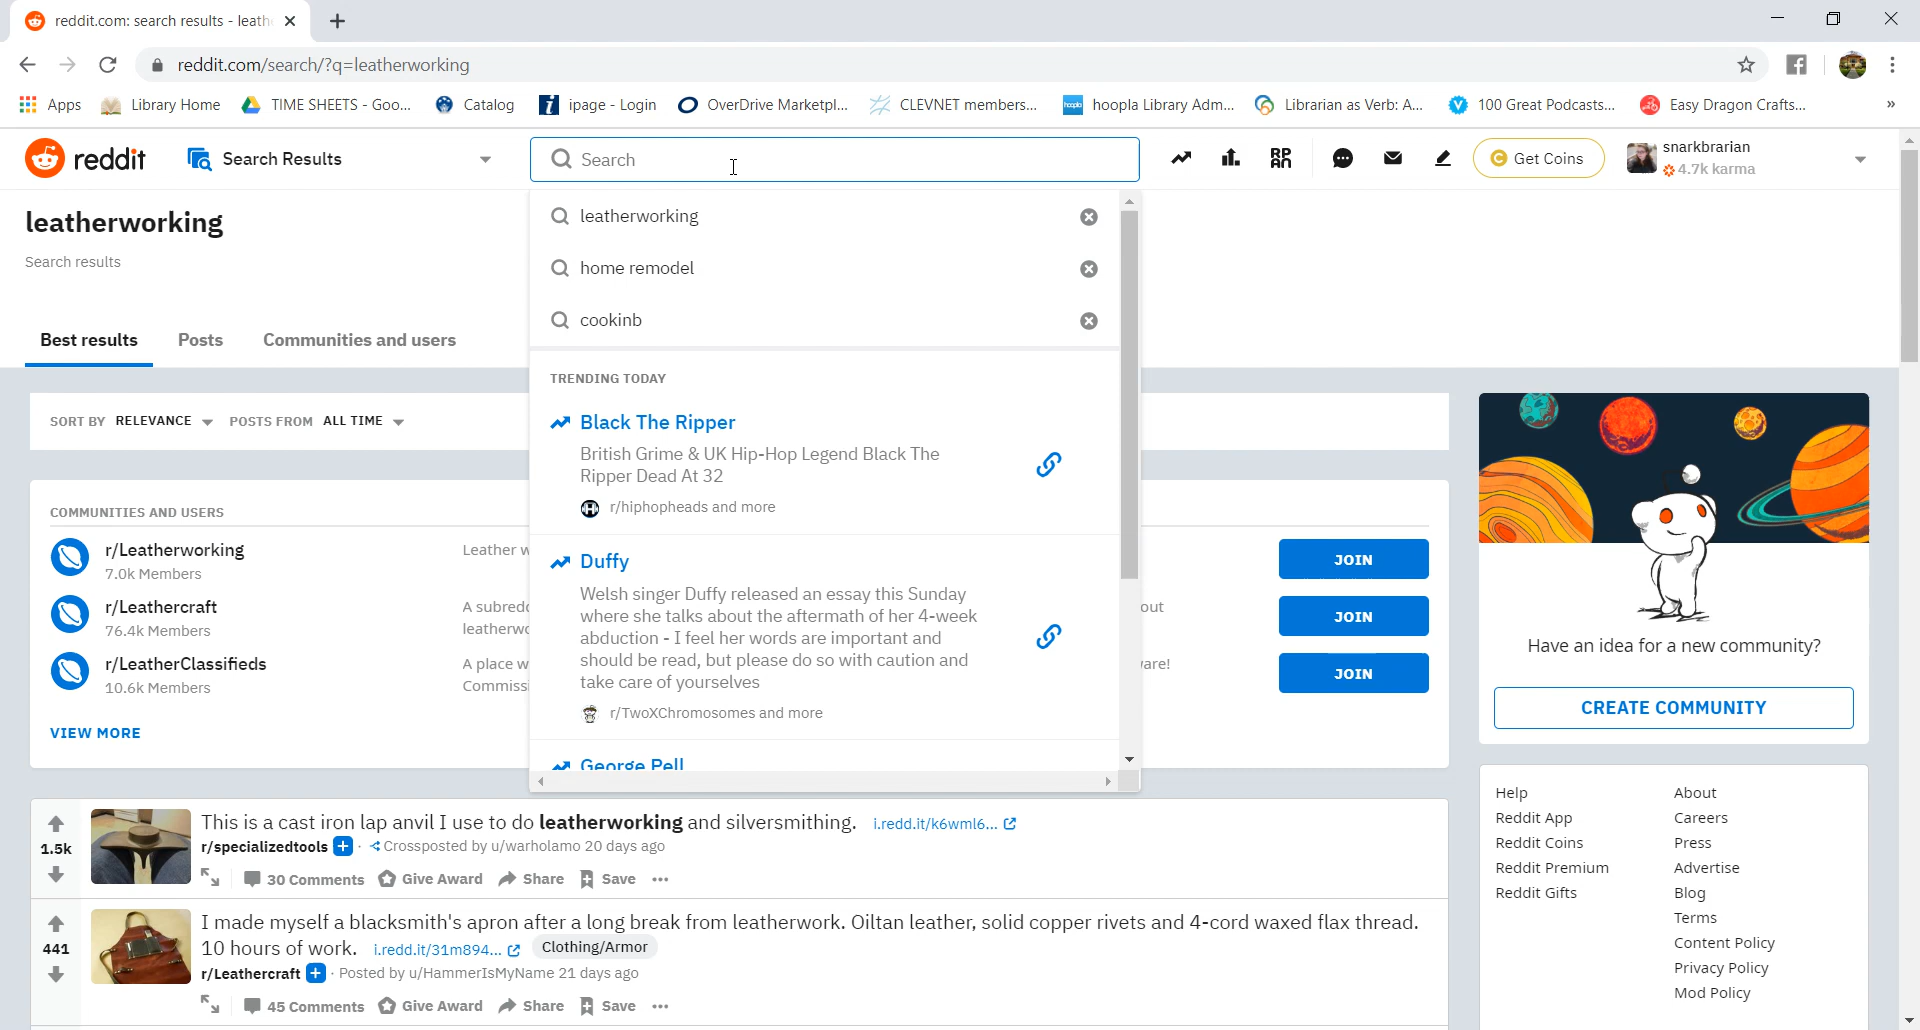 reddit.com: search results - leath
reddit.com/search/?q=leatherworking
Apps
Library Home
TIME SHEETS - Goo...
Catalog
ipage - Login
OverDrive Marketpl...
CLEVNET members...
hoopla Library Adm...
Librarian as Verb: A...
100 Great Podcasts...
Easy Dragon Crafts...
»
reddit
Search Results
Search
RPAN
Get Coins
snarkbrarian
4.7k karma
leatherworking
Search results
Best results
Posts
Communities and users
leatherworking
home remodel
cookinb
TRENDING TODAY
Black The Ripper
British Grime & UK Hip-Hop Legend Black The
Ripper Dead At 32
r/hiphopheads and more
Duffy
Welsh singer Duffy released an essay this Sunday
where she talks about the aftermath of her 4-week
abduction - I feel her words are important and
should be read, but please do so with caution and
take care of yourselves
r/TwoXChromosomes and more
George Pell
SORT BY RELEVANCE POSTS FROM ALL TIME
COMMUNITIES AND USERS
r/Leatherworking
7.0k Members
Leather w
JOIN
r/Leathercraft
76.4k Members
A subred
leatherwo
out
JOIN
r/LeatherClassifieds
10.6k Members
A place w
Commiss
are!
JOIN
VIEW MORE
Have an idea for a new community?
CREATE COMMUNITY
1.5k
This is a cast iron lap anvil I use to do leatherworking and silversmithing. i.redd.it/k6wml6...
r/specializedtools · Crossposted by u/warholamo 20 days ago
30 Comments Give Award Share Save ...
441
I made myself a blacksmith's apron after a long break from leatherwork. Oiltan leather, solid copper rivets and 4-cord waxed flax thread.
10 hours of work. i.redd.it/31m894... Clothing/Armor
r/Leathercraft · Posted by u/HammerIsMyName 21 days ago
45 Comments Give Award Share Save ...
Help
Reddit App
Reddit Coins
Reddit Premium
Reddit Gifts
About
Careers
Press
Advertise
Blog
Terms
Content Policy
Privacy Policy
Mod Policy